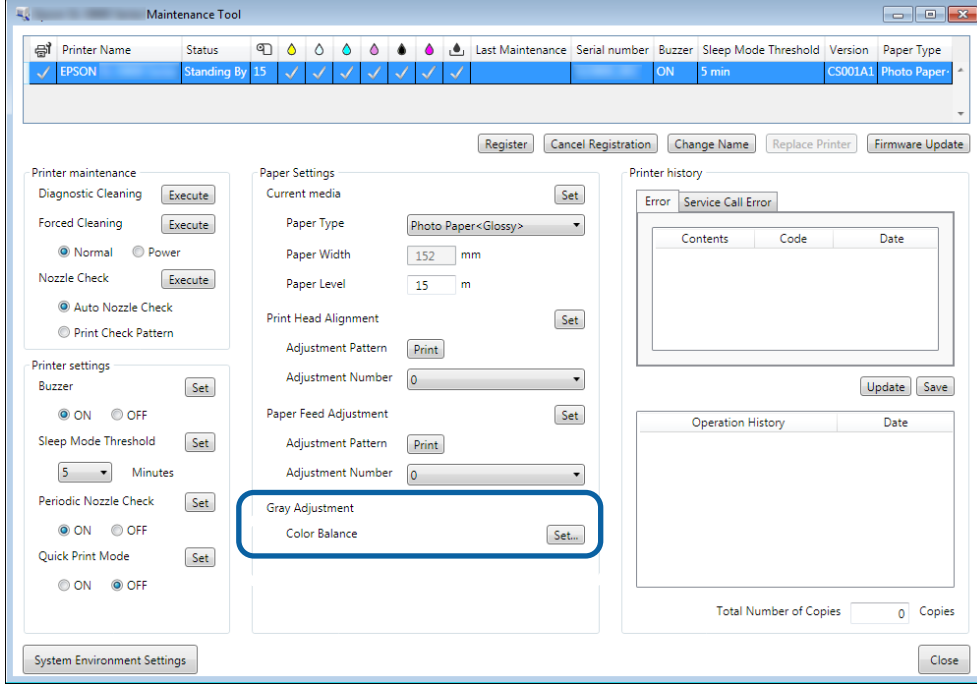 Maintenance Tool
Printer Name Status Last Maintenance Serial number Buzzer Sleep Mode Threshold Version Paper Type
EPSON Standing By 15 ON 5 min CS001A1 Photo Paper<
Register Cancel Registration Change Name Replace Printer Firmware Update
Printer maintenance
Diagnostic Cleaning Execute
Forced Cleaning Execute
Normal Power
Nozzle Check Execute
Auto Nozzle Check
Print Check Pattern
Printer settings
Buzzer Set
ON OFF
Sleep Mode Threshold Set
5 Minutes
Periodic Nozzle Check Set
ON OFF
Quick Print Mode Set
ON OFF
Paper Settings
Current media Set
Paper Type Photo Paper<Glossy>
Paper Width 152 mm
Paper Level 15 m
Print Head Alignment Set
Adjustment Pattern Print
Adjustment Number 0
Paper Feed Adjustment Set
Adjustment Pattern Print
Adjustment Number 0
Gray Adjustment
Color Balance Set...
Printer history
Error Service Call Error
Contents Code Date
Update Save
Operation History Date
Total Number of Copies 0 Copies
System Environment Settings Close